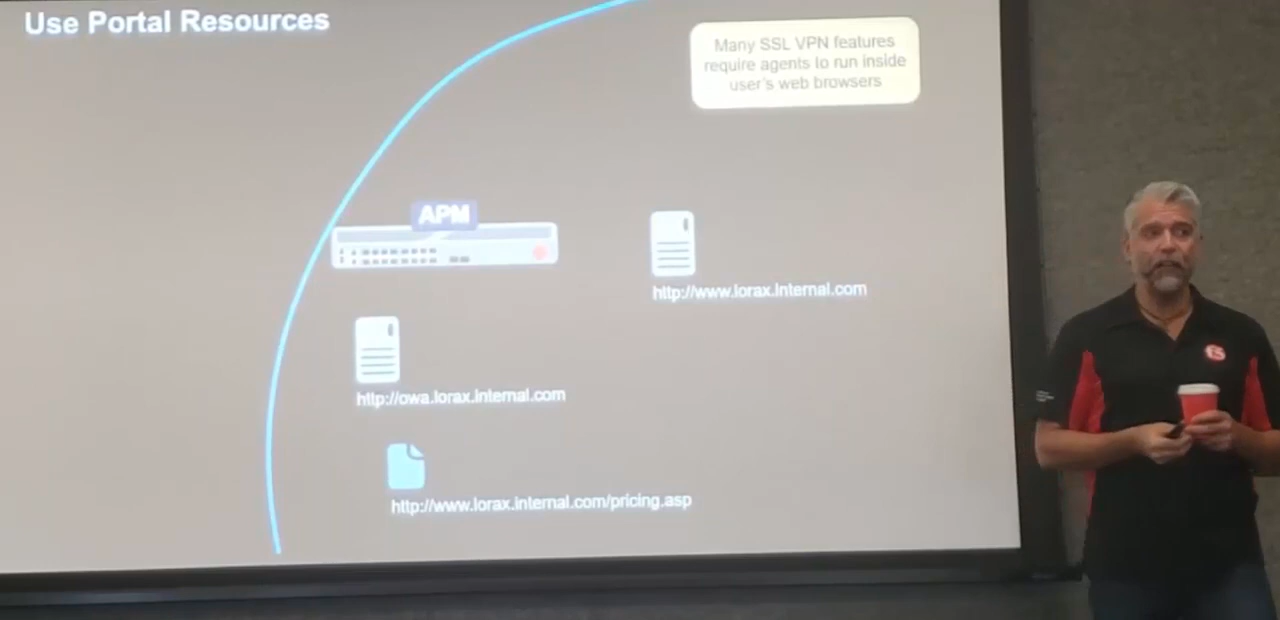 Use Portal Resources
Many SSL VPN features
require agents to run inside
user's web browsers
APM
http://www.lorax.internal.com
http://owa.lorax.internal.com
http://www.lorax.internal.com/pricing.asp
f5